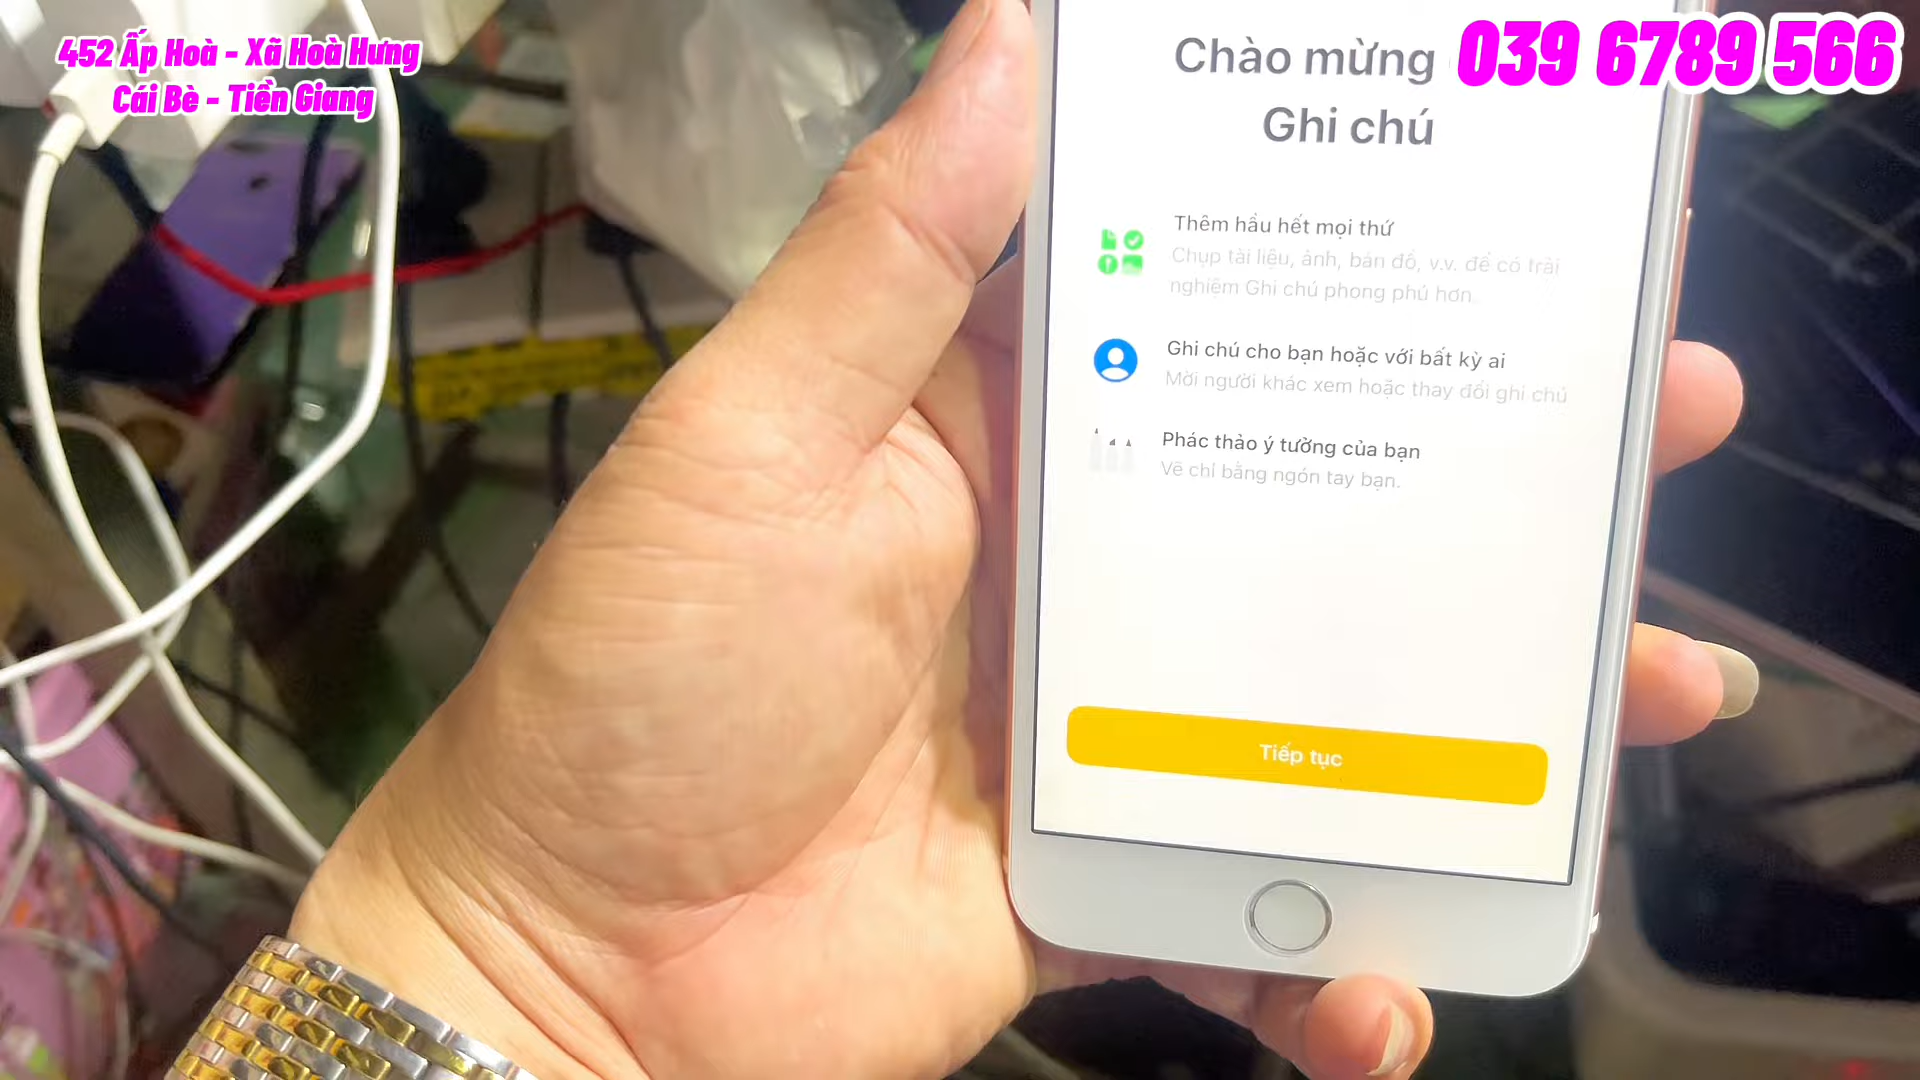 452 Ấp Hoà - Xã Hoà Hưng
Cái Bè - Tiền Giang
039 6789 566
Chào mừng
Ghi chú
Thêm hầu hết mọi thứ
Chụp tài liệu, ảnh, bản đồ, v.v. để có trải
nghiệm Ghi chú phong phú hơn.
Ghi chú cho bạn hoặc với bất kỳ ai
Mời người khác xem hoặc thay đổi ghi chú
Phác thảo ý tưởng của bạn
Vẽ chỉ bằng ngón tay bạn.
Tiếp tục